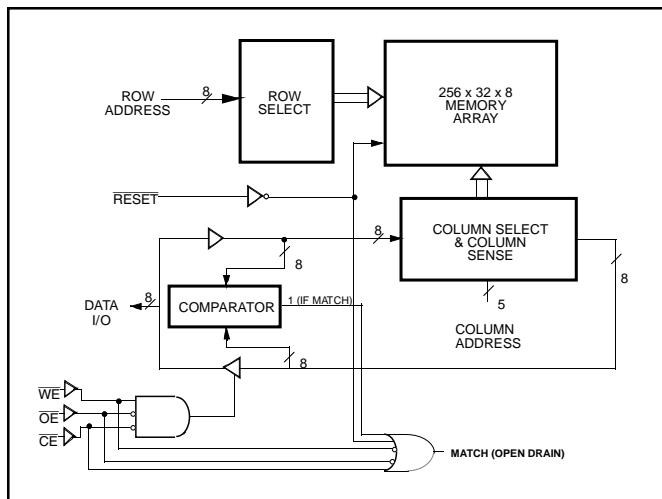 ROW
ADDRESS
8
ROW
SELECT
256 x 32 x 8
MEMORY
ARRAY
RESET
8
8
COLUMN SELECT
& COLUMN
SENSE
8
5
COLUMN
ADDRESS
DATA
I/O
8
COMPARATOR
1 (IF MATCH)
8
WE
OE
CE
MATCH (OPEN DRAIN)